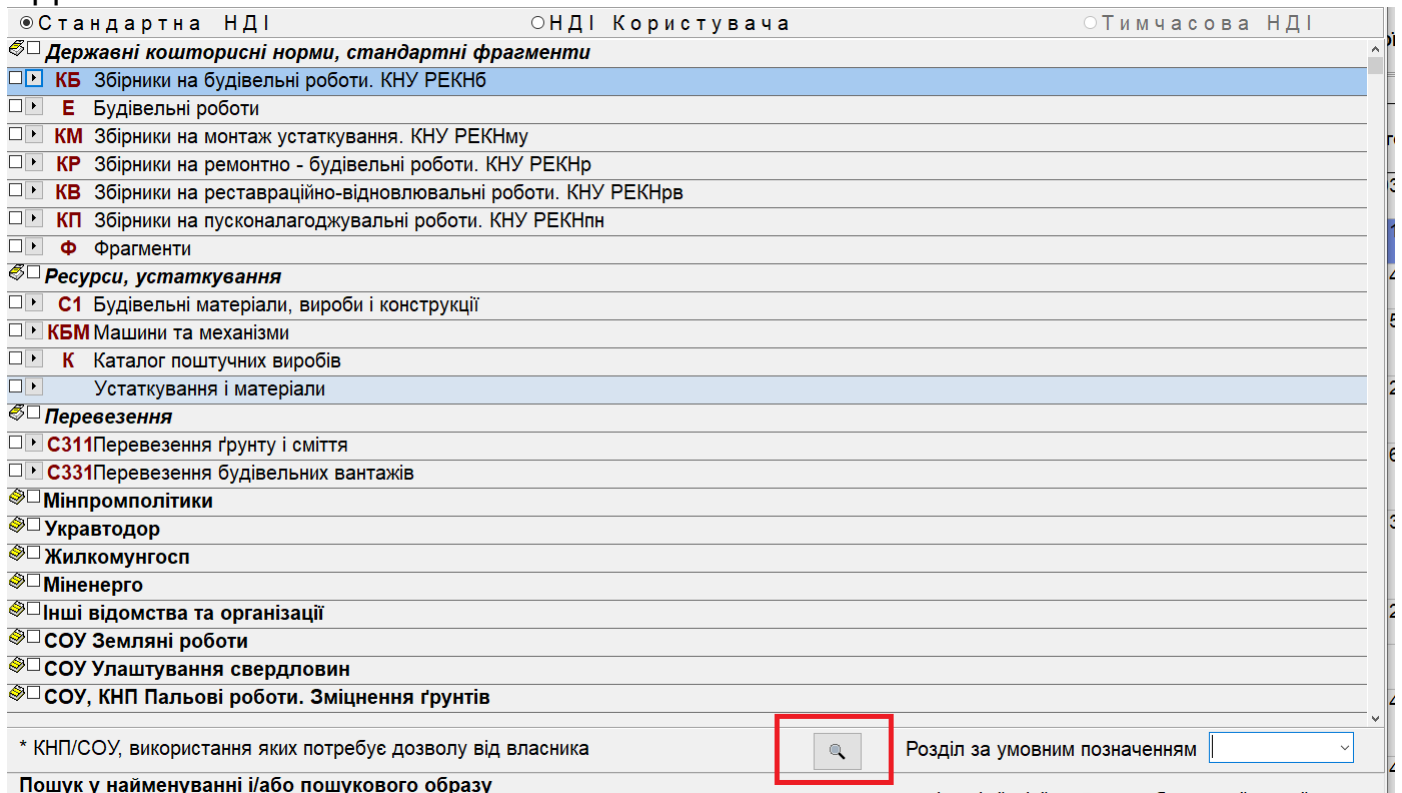 Стандартна НДІ НДІ Користувача Тимчасова НДІ
Державні кошторисні норми, стандартні фрагменти
КБ Збірники на будівельні роботи. КНУ РЕКНб
Е Будівельні роботи
КМ Збірники на монтаж устаткування. КНУ РЕКНму
КР Збірники на ремонтно - будівельні роботи. КНУ РЕКНр
КВ Збірники на реставраційно-відновлювальні роботи. КНУ РЕКНрв
КП Збірники на пусконалагоджувальні роботи. КНУ РЕКНпн
Ф Фрагменти
Ресурси, устаткування
С1 Будівельні матеріали, вироби і конструкції
КБМ Машини та механізми
К Каталог поштучних виробів
Устаткування і матеріали
Перевезення
С311 Перевезення ґрунту і сміття
С331 Перевезення будівельних вантажів
Мінпромполітики
Укравтодор
Жилкомунгосп
Міненерго
Інші відомства та організації
СОУ Земляні роботи
СОУ Улаштування свердловин
СОУ, КНП Пальові роботи. Зміцнення ґрунтів
* КНП/СОУ, використання яких потребує дозволу від власника Розділ за умовним позначенням
Пошук у найменуванні і/або пошукового образу